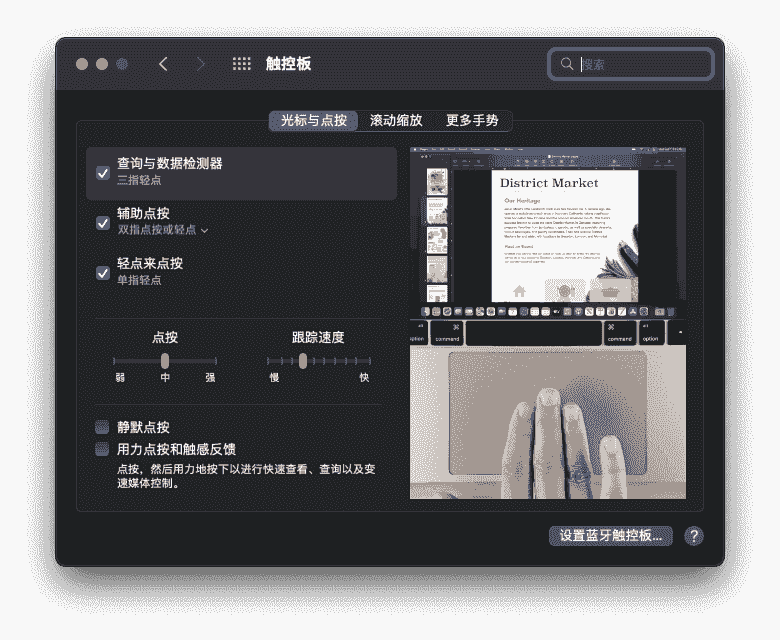 触控板
搜索
光标与点按
滚动缩放
更多手势
查询与数据检测器
三指轻点
辅助点按
双指点按或轻点
轻点来点按
单指轻点
点按
跟踪速度
弱
中
强
慢
快
静默点按
用力点按和触感反馈
点按，然后用力地按下以进行快速查看、查询以及变
速媒体控制。
District Market
Our Heritage
⌘
⌘
option
command
command
option
设置蓝牙触控板...
?